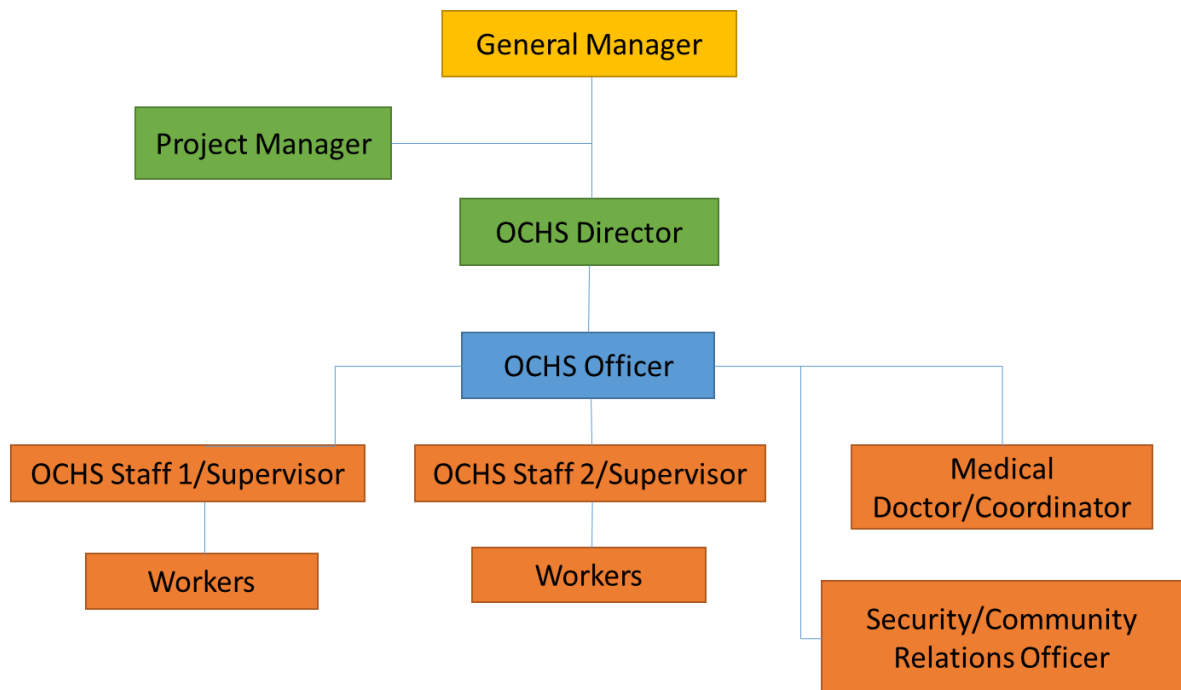 General Manager
Project Manager
OCHS Director
OCHS Officer
OCHS Staff 1/Supervisor
OCHS Staff 2/Supervisor
Medical
Doctor/Coordinator
Workers
Workers
Security/Community
Relations Officer